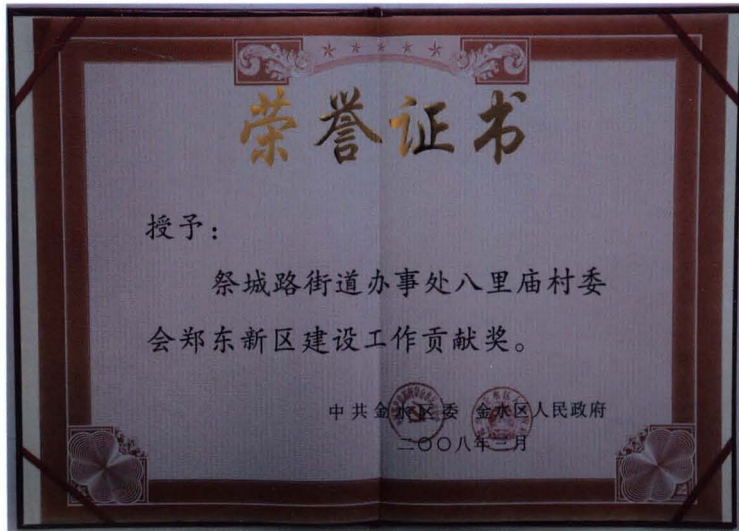 荣誉证书
授予：
祭城路街道办事处八里庙村委
会郑东新区建设工作贡献奖。
中共金水区委 金水区人民政府
二〇〇八年三月